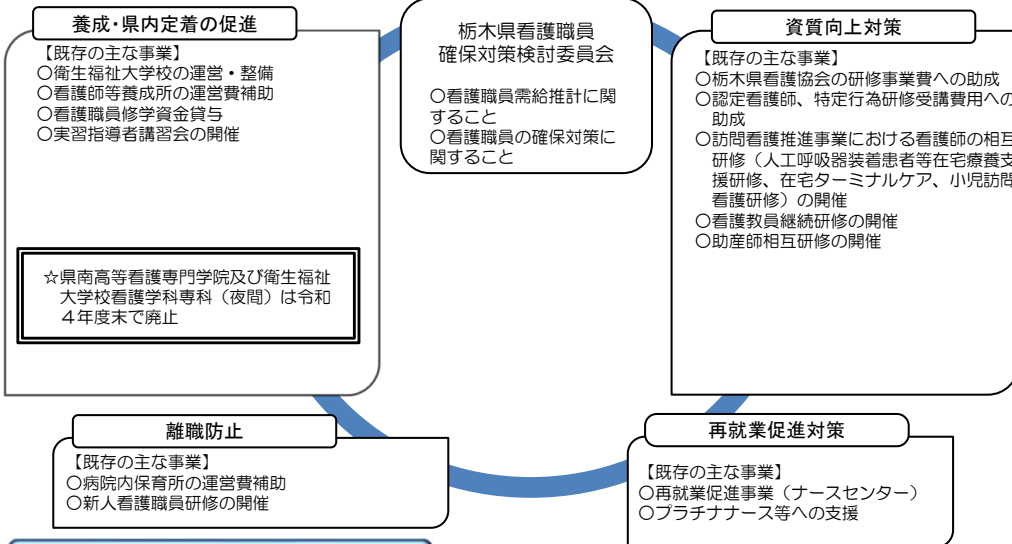 養成・県内定着の促進
【既存の主な事業】
○衛生福祉大学校の運営・整備
○看護師等養成所の運営費補助
○看護職員修学資金貸与
○実習指導者講習会の開催
☆県南高等看護専門学院及び衛生福祉
大学校看護学科専科（夜間）は令和
４年度末で廃止
栃木県看護職員
確保対策検討委員会
○看護職員需給推計に関
すること
○看護職員の確保対策に
関すること
資質向上対策
【既存の主な事業】
○栃木県看護協会の研修事業費への助成
○認定看護師、特定行為研修受講費用への
助成
○訪問看護推進事業における看護師の相互
研修（人工呼吸器装着患者等在宅療養支
援研修、在宅ターミナルケア、小児訪問
看護研修）の開催
○看護教員継続研修の開催
○助産師相互研修の開催
離職防止
【既存の主な事業】
○病院内保育所の運営費補助
○新人看護職員研修の開催
再就業促進対策
【既存の主な事業】
○再就業促進事業（ナースセンター）
○プラチナナース等への支援